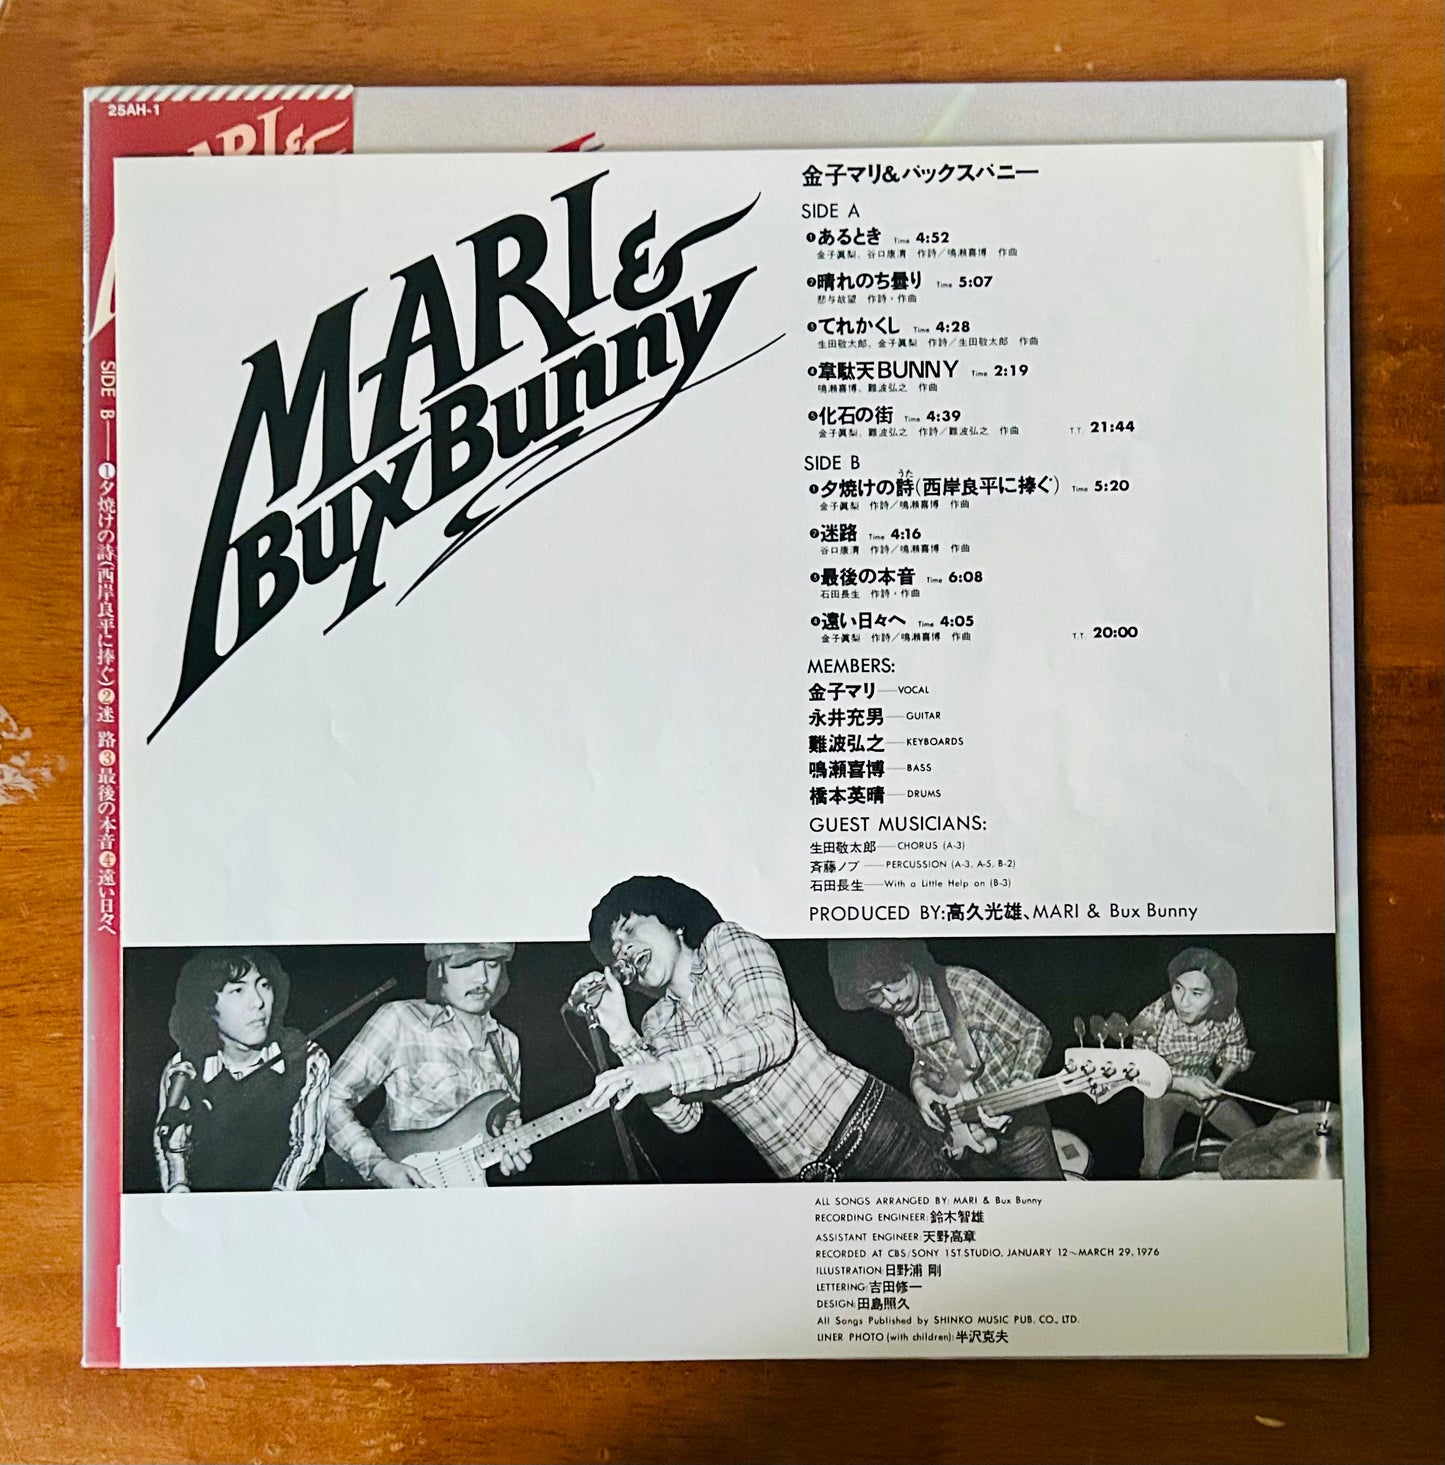 25AH-1
MARI &
SIDE B——❶夕焼けの詩(西岸良平に捧ぐ)❷迷 路❸最後の本音❹遠い日々へ
MARI &
Bux Bunny
金子マリ&バックスバニー
SIDE A
❶あるとき Time 4:52
金子眞梨、谷口康清 作詩/鳴瀬喜博 作曲
❷晴れのち曇り Time 5:07
悲与故望 作詩・作曲
❸てれかくし Time 4:28
生田敬太郎、金子眞梨 作詩/生田敬太郎 作曲
❹韋駄天BUNNY Time 2:19
鳴瀬喜博、難波弘之 作曲
❺化石の街 Time 4:39
金子眞梨、難波弘之 作詩/難波弘之 作曲
T.T. 21:44
SIDE B
うた
❶夕焼けの詩(西岸良平に捧ぐ) Time 5:20
金子眞梨 作詩/鳴瀬喜博 作曲
❷迷路 Time 4:16
谷口康清 作詩/鳴瀬喜博 作曲
❸最後の本音 Time 6:08
石田長生 作詩・作曲
❹遠い日々へ Time 4:05
金子眞梨 作詩/鳴瀬喜博 作曲
T.T. 20:00
MEMBERS:
金子マリ——VOCAL
永井充男——GUITAR
難波弘之——KEYBOARDS
鳴瀬喜博——BASS
橋本英晴——DRUMS
GUEST MUSICIANS:
生田敬太郎——CHORUS (A-3)
斉藤ノブ——PERCUSSION (A-3, A-5, B-2)
石田長生——With a Little Help on (B-3)
PRODUCED BY:高久光雄、MARI & Bux Bunny
ALL SONGS ARRANGED BY: MARI & Bux Bunny
RECORDING ENGINEER:鈴木智雄
ASSISTANT ENGINEER:天野高章
RECORDED AT CBS/SONY 1ST.STUDIO, JANUARY 12~MARCH 29, 1976
ILLUSTRATION:日野浦 剛
LETTERING:吉田修一
DESIGN:田島照久
All Songs Published by SHINKO MUSIC PUB. CO., LTD.
LINER PHOTO (with children):半沢克夫